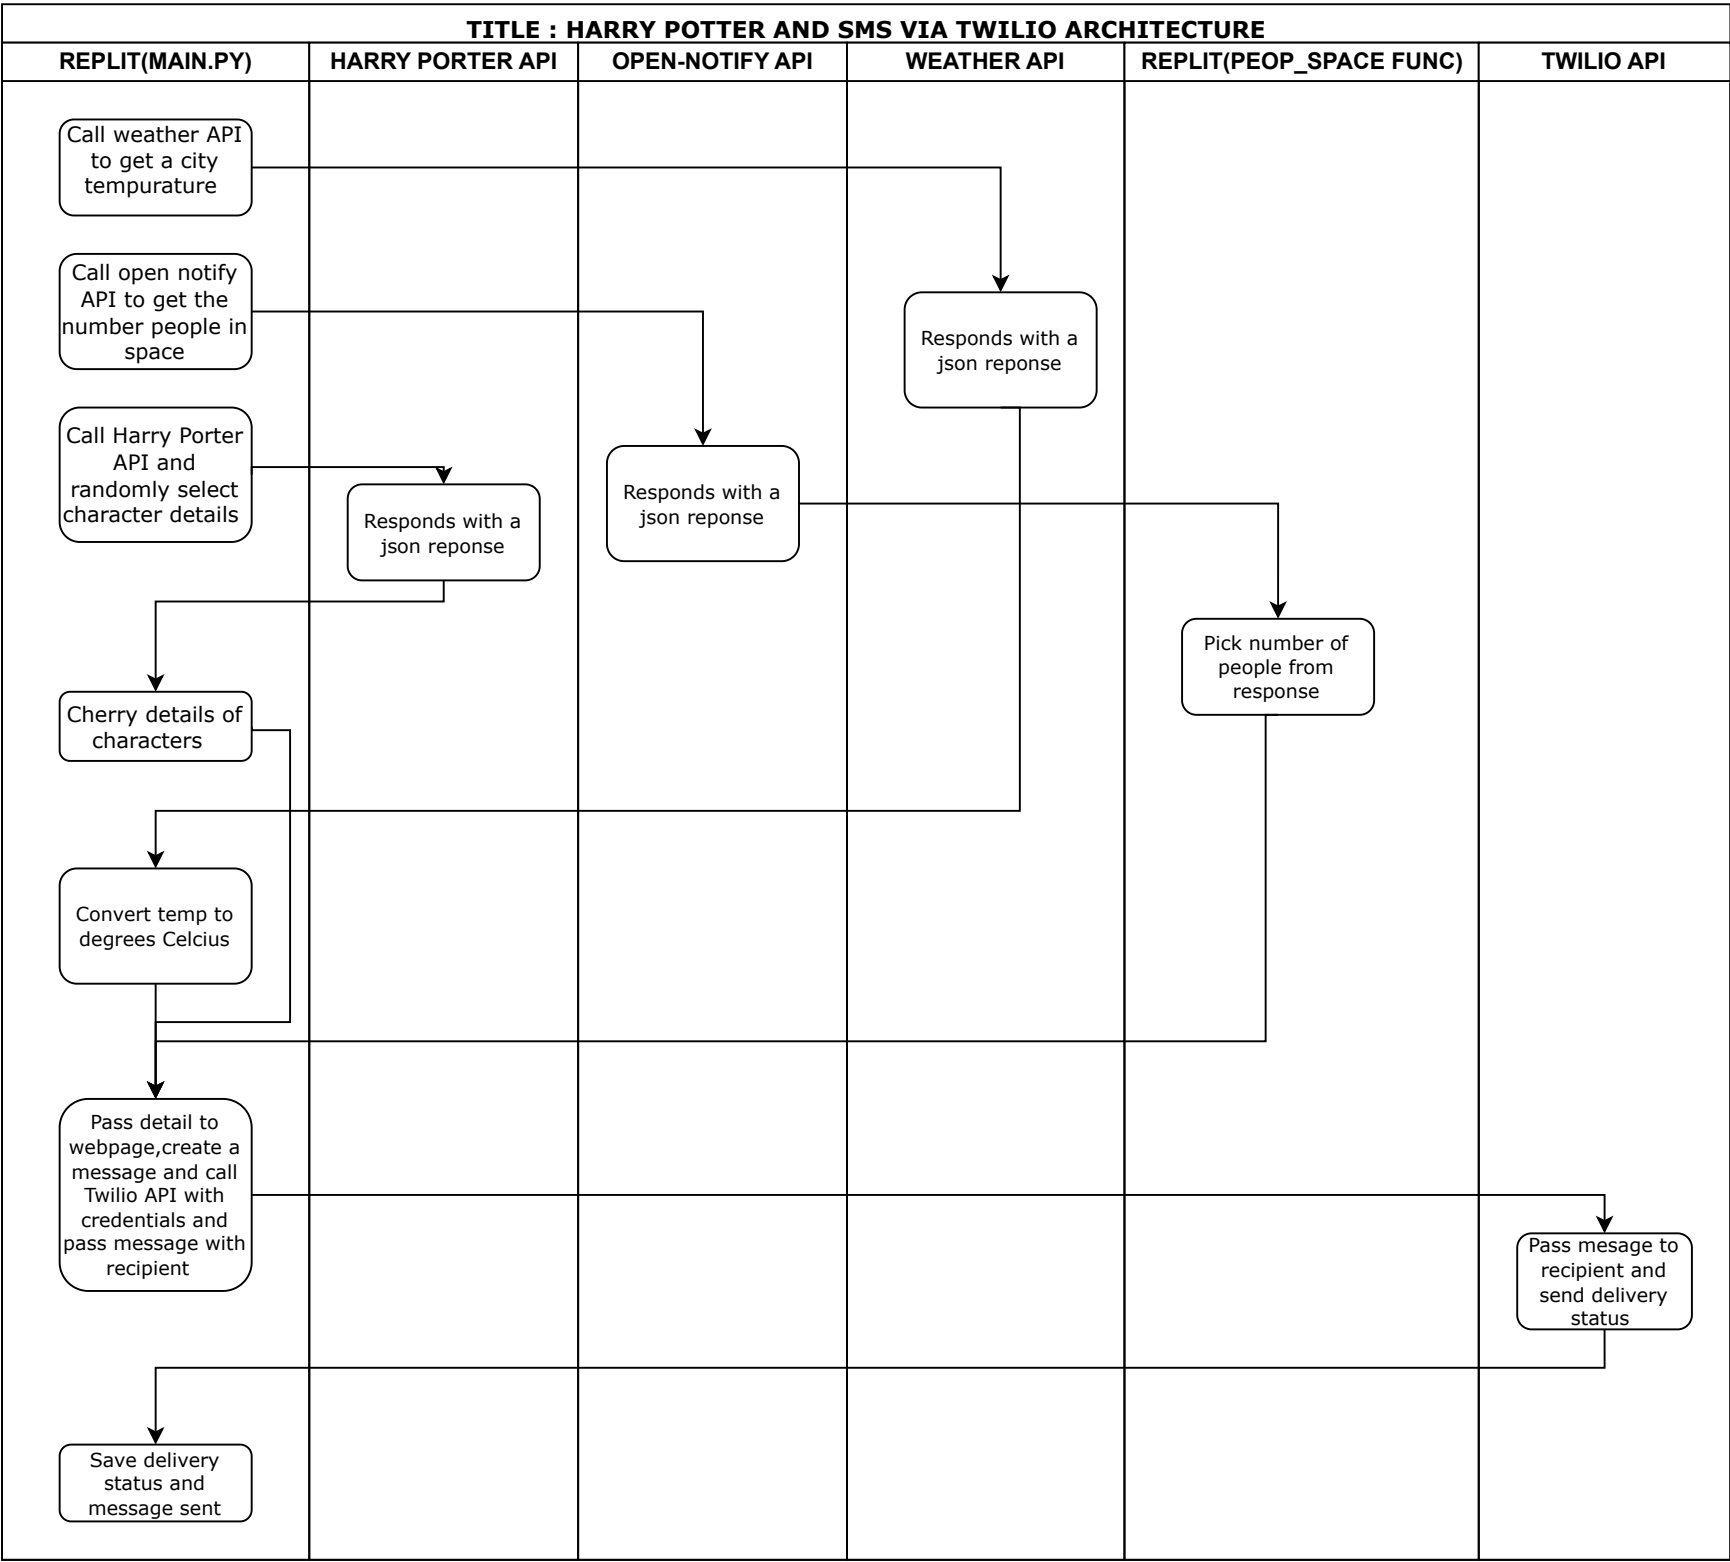 TITLE : HARRY POTTER AND SMS VIA TWILIO ARCHITECTURE
REPLIT(MAIN.PY)
HARRY PORTER API
OPEN-NOTIFY API
WEATHER API
REPLIT(PEOP_SPACE FUNC)
TWILIO API
Call weather API
to get a city
tempurature
Call open notify
API to get the
number people in
space
Responds with a
json reponse
Call Harry Porter
API and
randomly select
character details
Responds with a
json reponse
Responds with a
json reponse
Pick number of
people from
response
Cherry details of
characters
Convert temp to
degrees Celcius
Pass detail to
webpage,create a
message and call
Twilio API with
credentials and
pass message with
recipient
Pass mesage to
recipient and
send delivery
status
Save delivery
status and
message sent